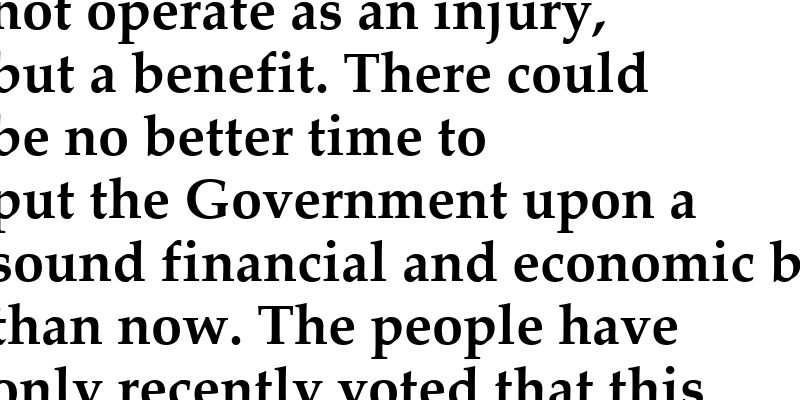 not operate as an injury,
but a benefit. There could
be no better time to
put the Government upon a
sound financial and economic b
than now. The people have
only recently voted that this